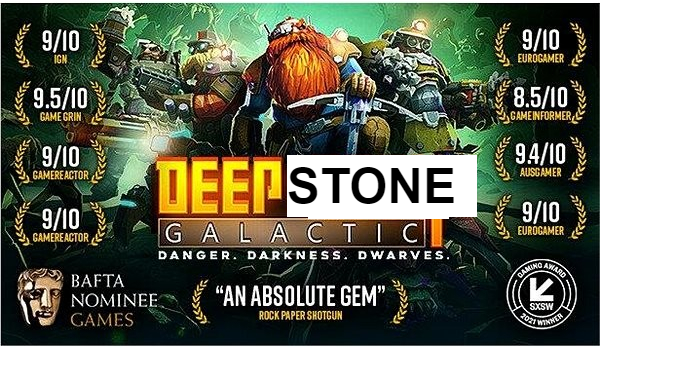 9/10
IGN
9.5/10
GAME GRIN
9/10
GAMEREACTOR
9/10
GAMEREACTOR
9/10
EUROGAMER
8.5/10
GAMEINFORMER
9.4/10
AUSGAMER
9/10
EUROGAMER
DEEP STONE
GALACTIC
DANGER. DARKNESS. DWARVES.
BAFTA
NOMINEE
GAMES
“AN ABSOLUTE GEM”
ROCK PAPER SHOTGUN
GAMING AWARD
SXSW
2021 WINNER